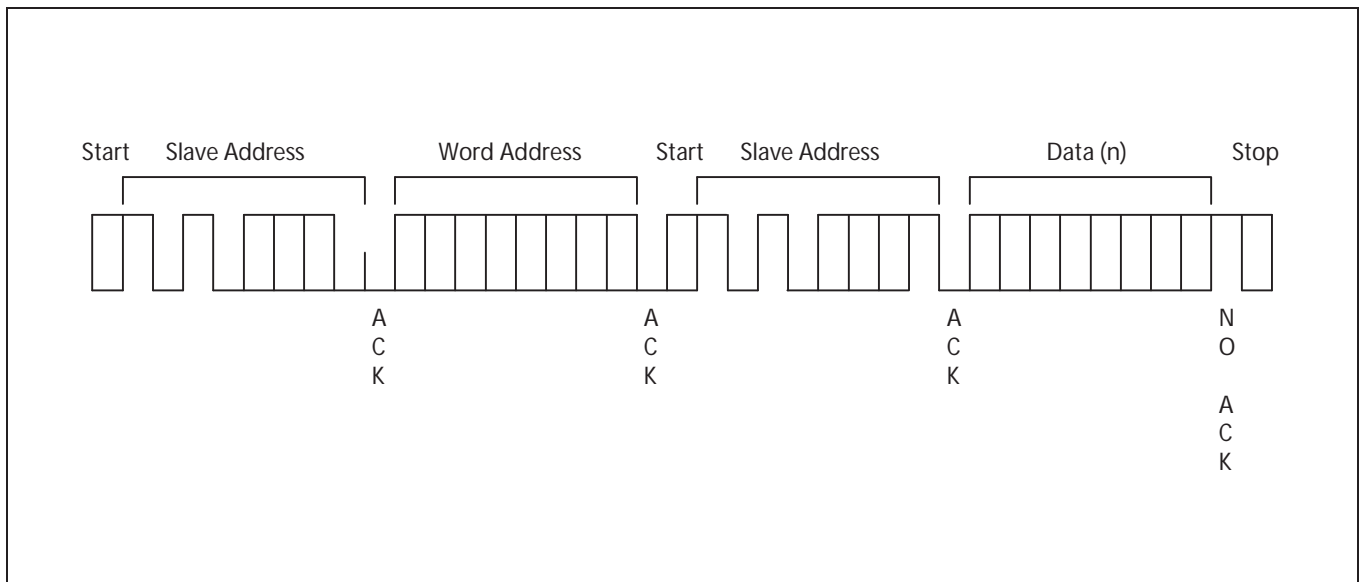 Start Slave Address Word Address Start Slave Address Data (n) Stop
A A A N
C C C O
K K K
A
C
K